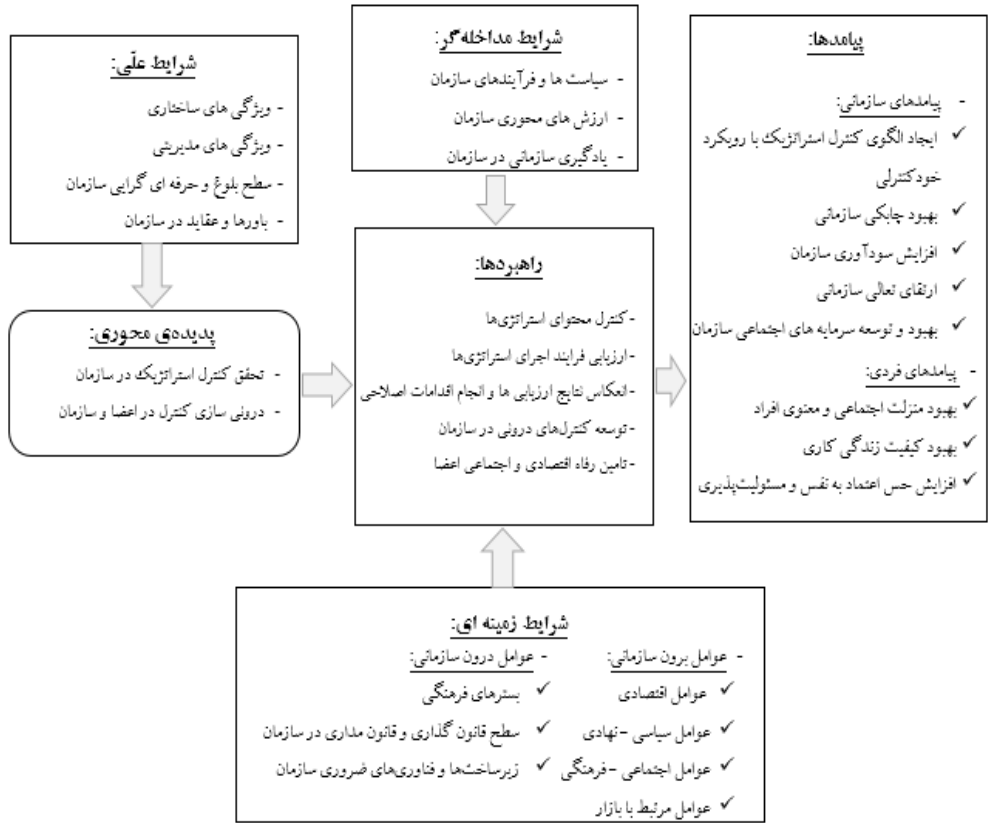 شرایط علّی:
- ویژگی های ساختاری
- ویژگی های مدیریتی
- سطح بلوغ و حرفه ای گرایی سازمان
- باورها و عقاید در سازمان
پدیده‌ی محوری:
- تحقق کنترل استراتژیک در سازمان
- درونی سازی کنترل در اعضا و سازمان
شرایط مداخله‌گر:
- سیاست ها و فرآیندهای سازمان
- ارزش های محوری سازمان
- یادگیری سازمانی در سازمان
راهبردها:
-کنترل محتوای استراتژی‌ها
-ارزیابی فرایند اجرای استراتژی‌ها
-انعکاس نتایج ارزیابی ها و انجام اقدامات اصلاحی
-توسعه کنترل‌های درونی در سازمان
-تامین رفاه اقتصادی و اجتماعی اعضا
پیامدها:
- پیامدهای سازمانی:
✓ ایجاد الگوی کنترل استراتژیک با رویکرد
خودکنترلی
✓ بهبود چابکی سازمانی
✓ افزایش سودآوری سازمان
✓ ارتقای تعالی سازمانی
✓ بهبود و توسعه سرمایه های اجتماعی سازمان
- پیامدهای فردی:
✓ بهبود منزلت اجتماعی و معنوی افراد
✓ بهبود کیفیت زندگی کاری
✓ افزایش حس اعتماد به نفس و مسئولیت‌پذیری
شرایط زمینه ای:
- عوامل برون سازمانی:
✓ عوامل اقتصادی
✓ عوامل سیاسی -نهادی
✓ عوامل اجتماعی -فرهنگی
✓ عوامل مرتبط با بازار
- عوامل درون سازمانی:
✓ بسترهای فرهنگی
✓ سطح قانون گذاری و قانون مداری در سازمان
✓ زیرساخت‌ها و فناوری‌های ضروری سازمان